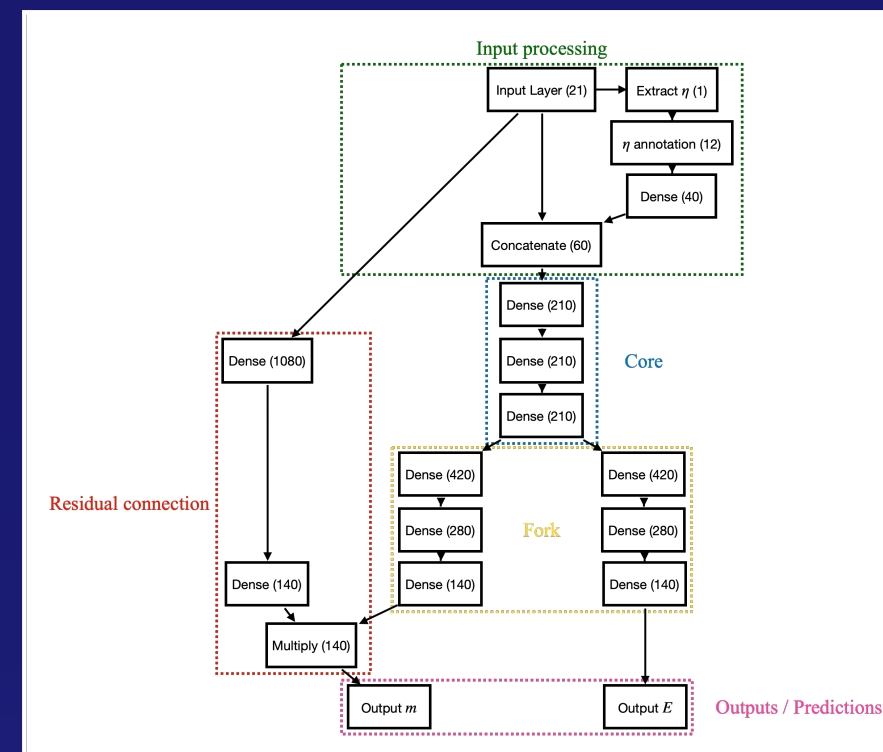 Input processing
Input Layer (21)
Extract η (1)
η annotation (12)
Dense (40)
Concatenate (60)
Dense (210)
Dense (1080)
Dense (210)
Core
Dense (210)
Dense (420)
Dense (420)
Residual connection
Dense (280)
Fork
Dense (280)
Dense (140)
Dense (140)
Dense (140)
Multiply (140)
Output m
Output E
Outputs / Predictions